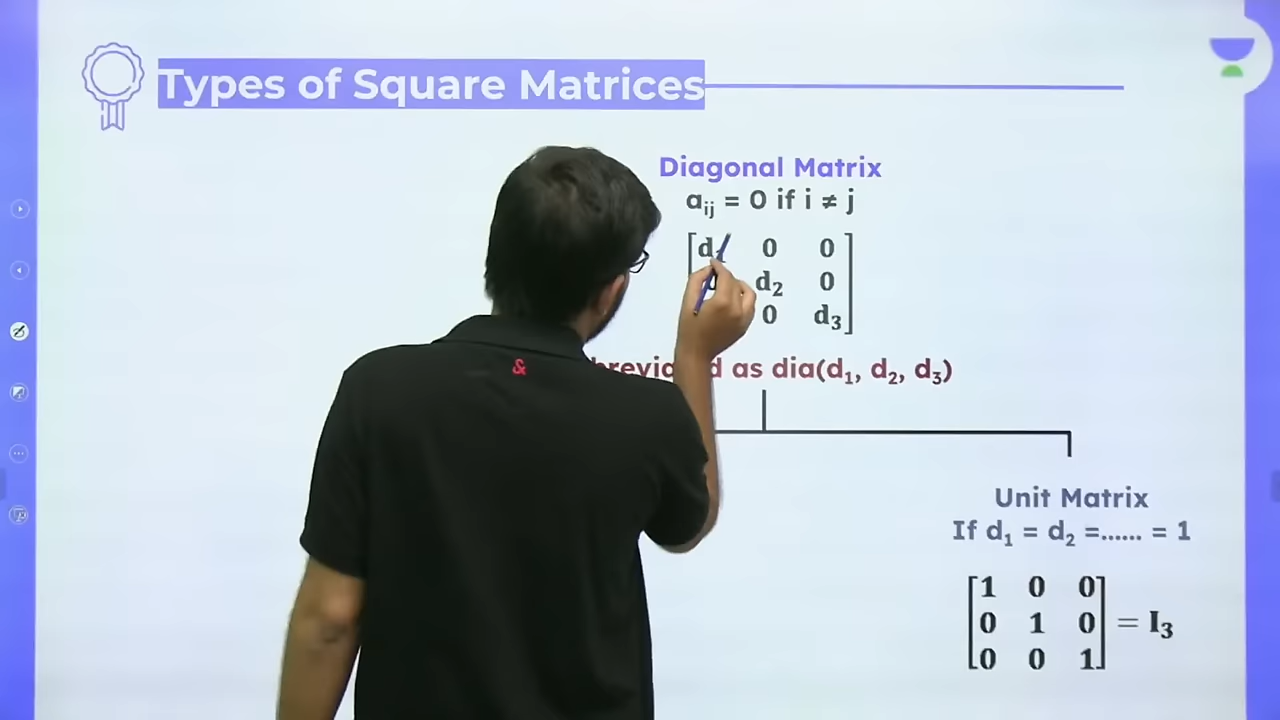 Types of Square Matrices
Diagonal Matrix
aij = 0 if i ≠ j
0 0
d2 0
0 d3
d as dia(d1, d2, d3)
Unit Matrix
If d1 = d2 =...... = 1
[1 0 0]
[0 1 0] = I3
[0 0 1]
&